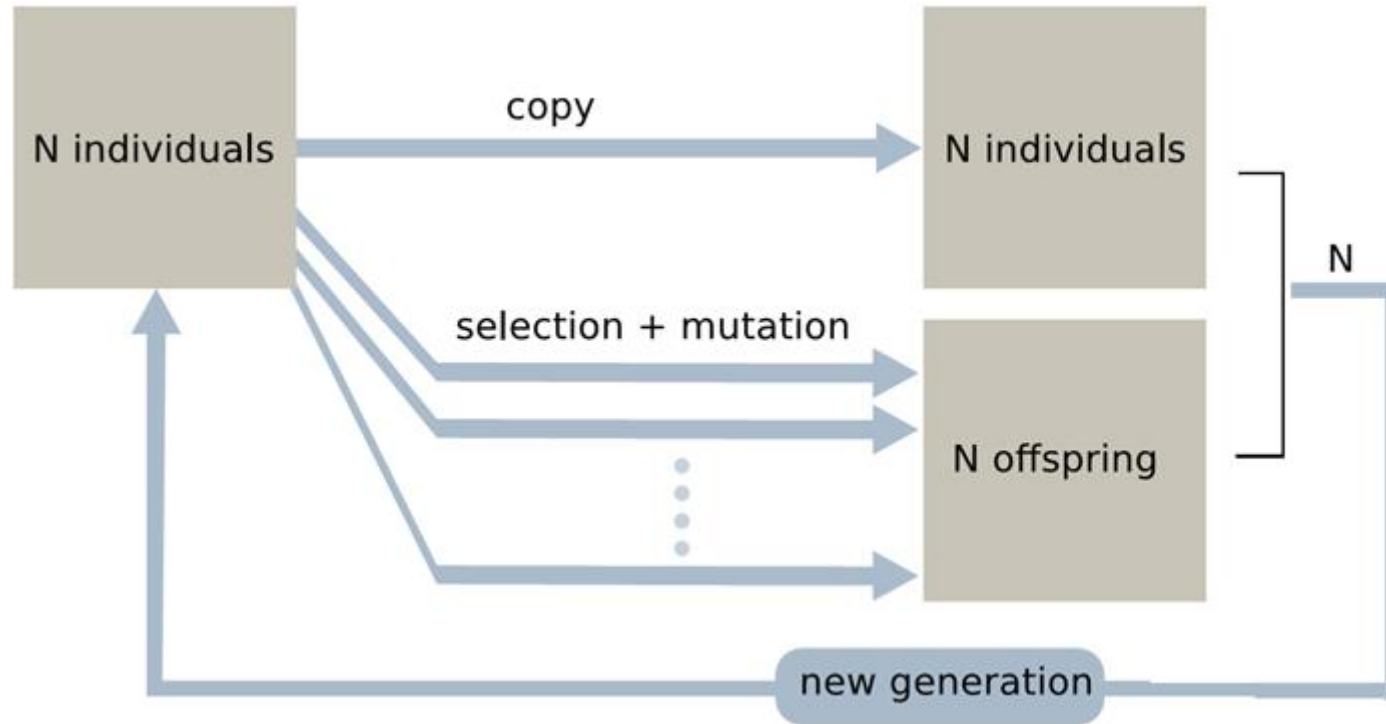 copy
N individuals
N individuals
N
selection + mutation
N offspring
new generation